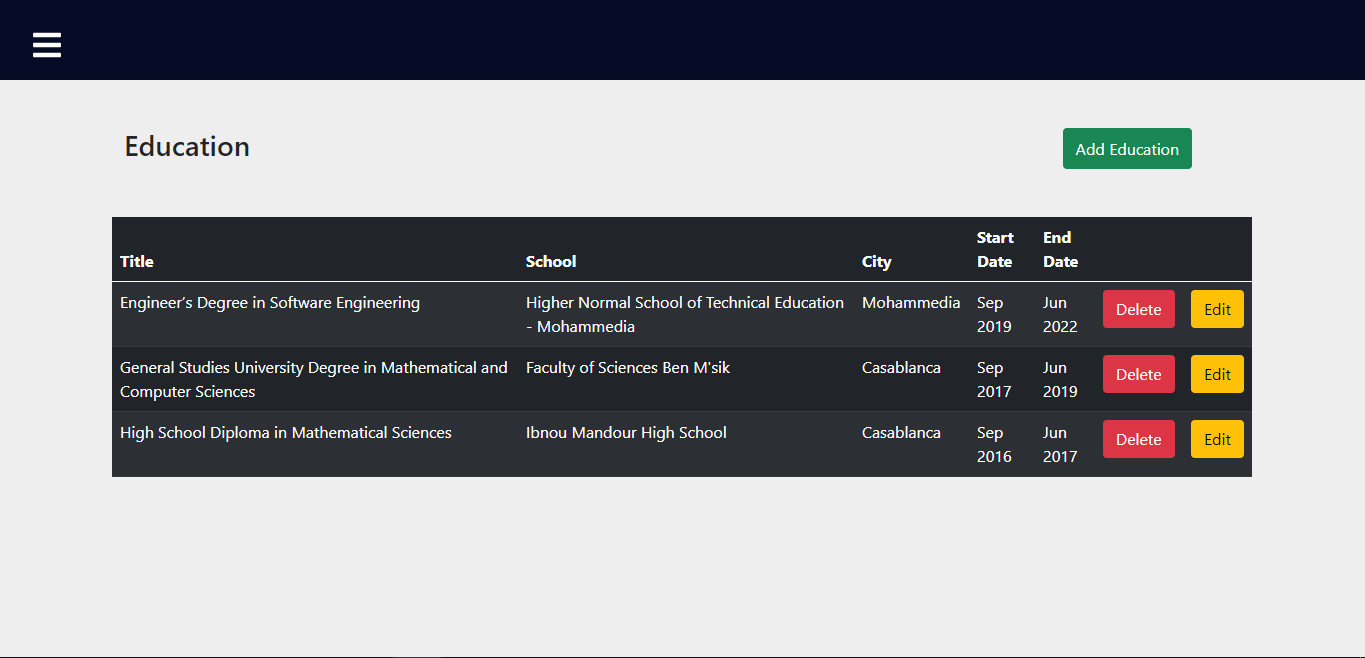 Education
Add Education
Title School City Start Date End Date
Engineer’s Degree in Software Engineering Higher Normal School of Technical Education - Mohammedia Mohammedia Sep 2019 Jun 2022 Delete Edit
General Studies University Degree in Mathematical and Computer Sciences Faculty of Sciences Ben M'sik Casablanca Sep 2017 Jun 2019 Delete Edit
High School Diploma in Mathematical Sciences Ibnou Mandour High School Casablanca Sep 2016 Jun 2017 Delete Edit